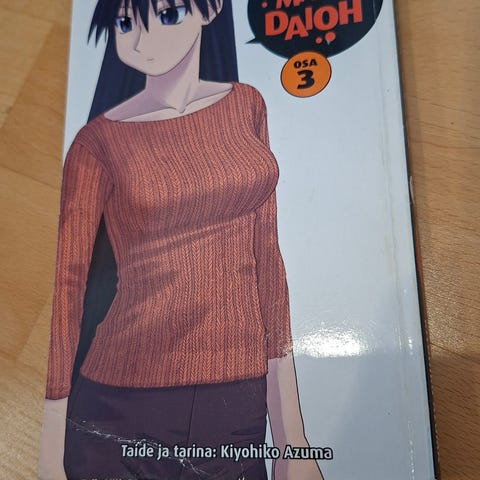 DAIOH
OSA
3
Taide ja tarina: Kiyohiko Azuma